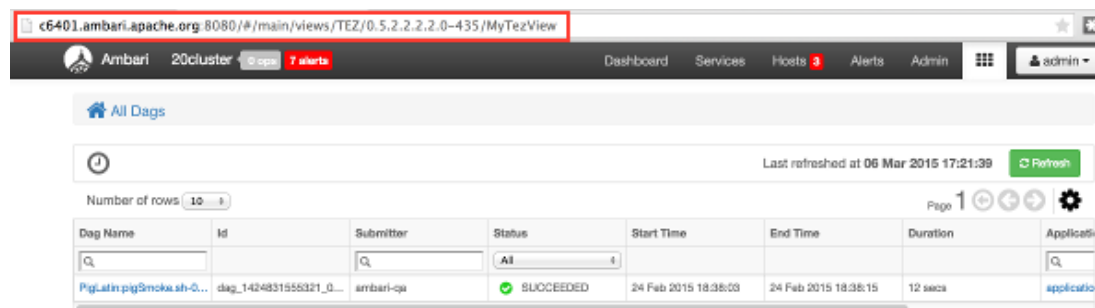 c6401.ambari.apache.org:8080/#/main/views/TEZ/0.5.2.2.2.0-435/MyTezView
Ambari 20cluster 0 ops 7 alerts Dashboard Services Hosts 3 Alerts Admin admin
All Dags
Last refreshed at 06 Mar 2015 17:21:39 Refresh
Number of rows 10 Page 1
Dag Name Id Submitter Status Start Time End Time Duration Applicati
All
PigLatin:pigSmoke.sh-0... dag_1424831555321_0... ambari-qa SUCCEEDED 24 Feb 2015 18:38:03 24 Feb 2015 18:38:15 12 secs applicatio